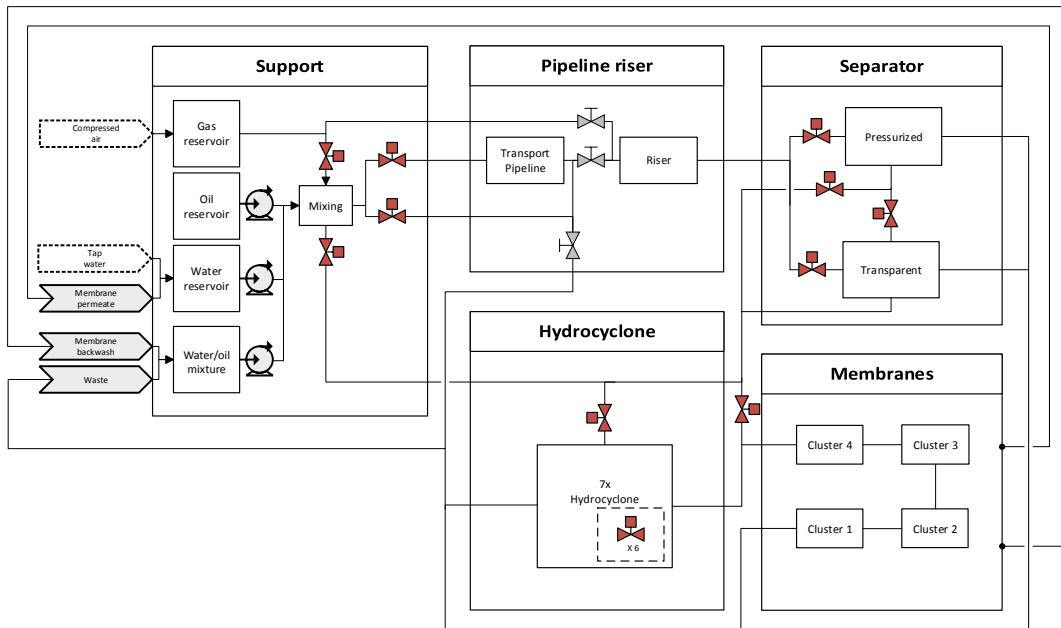 Support
Pipeline riser
Separator
Compressed
air
Gas
reservoir
Oil
reservoir
Mixing
Tap
water
Water
reservoir
Membrane
permeate
Membrane
backwash
Water/oil
mixture
Waste
Transport
Pipeline
Riser
Pressurized
Transparent
Hydrocyclone
7x
Hydrocyclone
X 6
Membranes
Cluster 4
Cluster 3
Cluster 1
Cluster 2